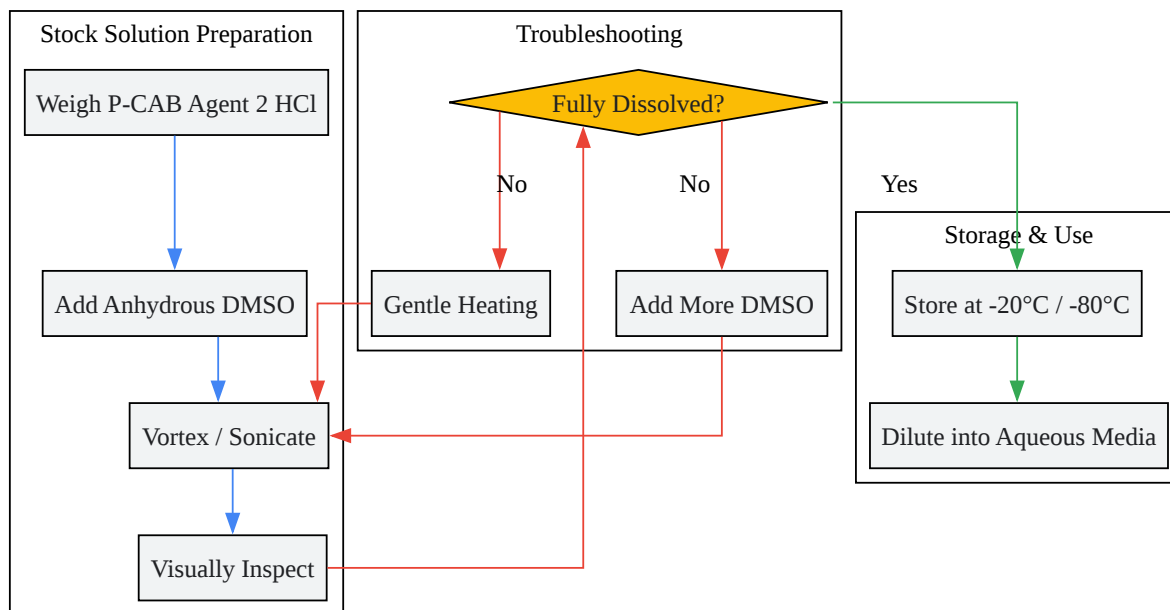 Stock Solution Preparation
Weigh P-CAB Agent 2 HCl
Add Anhydrous DMSO
Vortex / Sonicate
Visually Inspect
Troubleshooting
Fully Dissolved?
No
No
Yes
Gentle Heating
Add More DMSO
Storage & Use
Store at -20°C / -80°C
Dilute into Aqueous Media